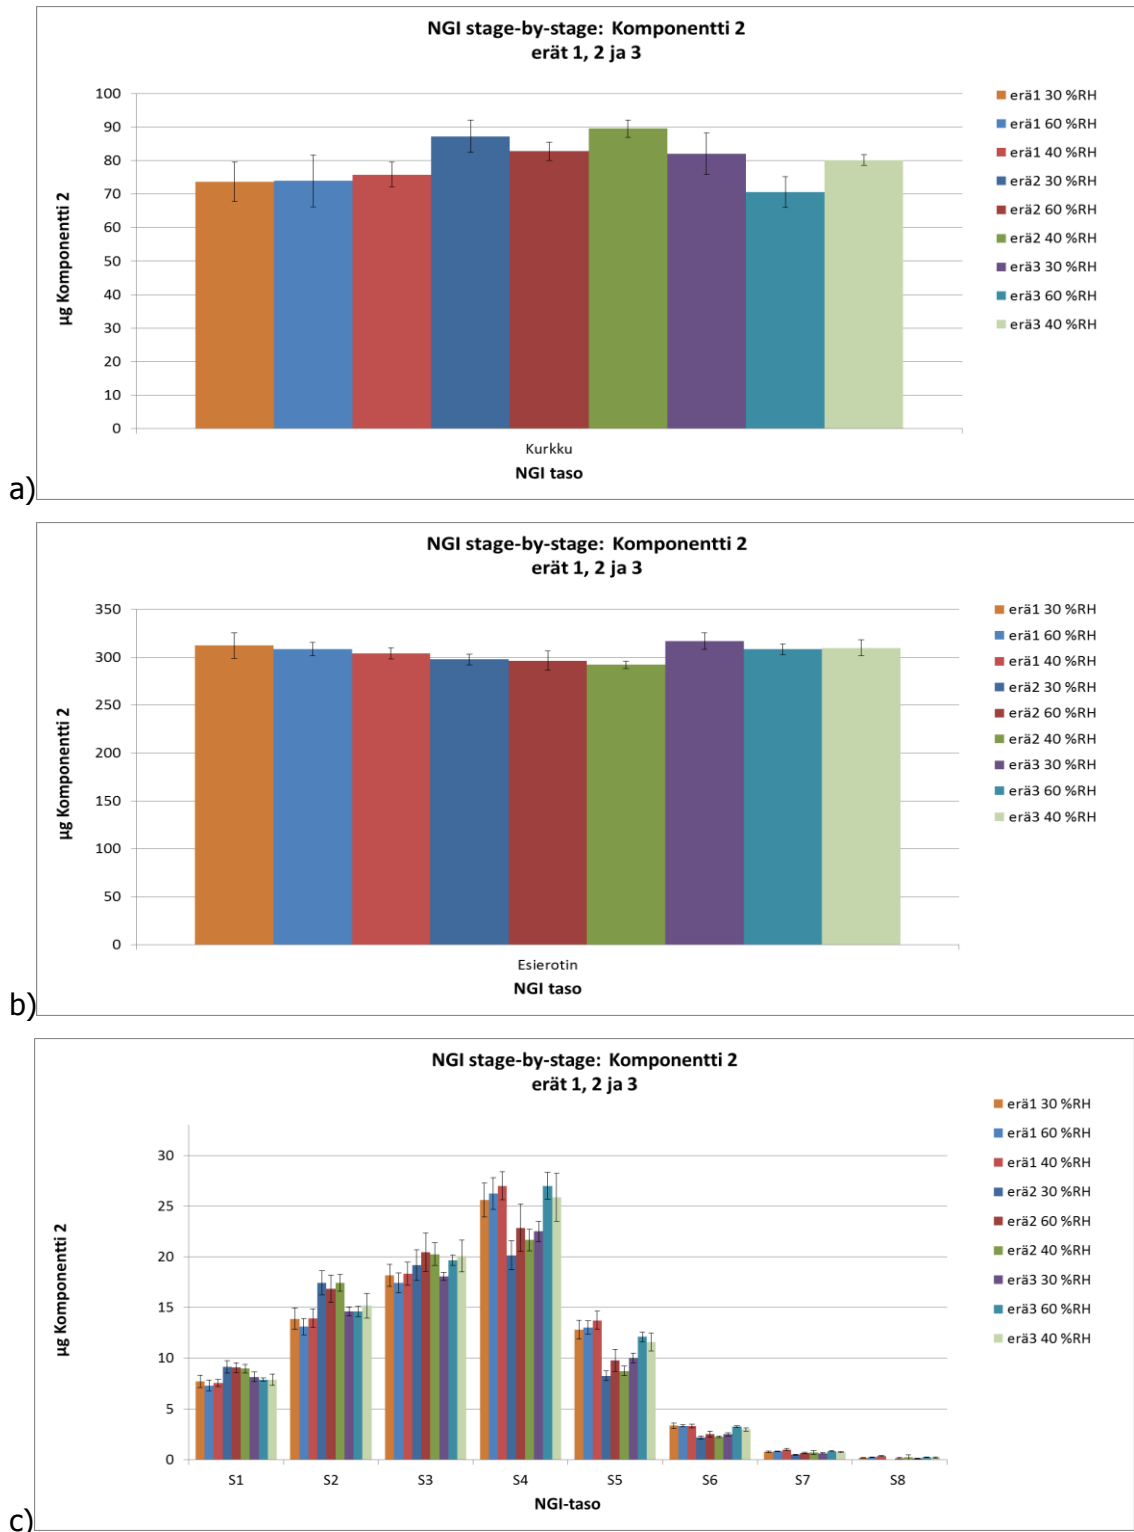 NGI stage-by-stage: Komponentti 2
erät 1, 2 ja 3
µg Komponentti 2
100
90
80
70
60
50
40
30
20
10
0
Kurkku
NGI taso
erä1 30 %RH
erä1 60 %RH
erä1 40 %RH
erä2 30 %RH
erä2 60 %RH
erä2 40 %RH
erä3 30 %RH
erä3 60 %RH
erä3 40 %RH
a)
NGI stage-by-stage: Komponentti 2
erät 1, 2 ja 3
µg Komponentti 2
350
300
250
200
150
100
50
0
Esierotin
NGI taso
erä1 30 %RH
erä1 60 %RH
erä1 40 %RH
erä2 30 %RH
erä2 60 %RH
erä2 40 %RH
erä3 30 %RH
erä3 60 %RH
erä3 40 %RH
b)
NGI stage-by-stage: Komponentti 2
erät 1, 2 ja 3
µg Komponentti 2
30
25
20
15
10
5
0
S1 S2 S3 S4 S5 S6 S7 S8
NGI-taso
erä1 30 %RH
erä1 60 %RH
erä1 40 %RH
erä2 30 %RH
erä2 60 %RH
erä2 40 %RH
erä3 30 %RH
erä3 60 %RH
erä3 40 %RH
c)